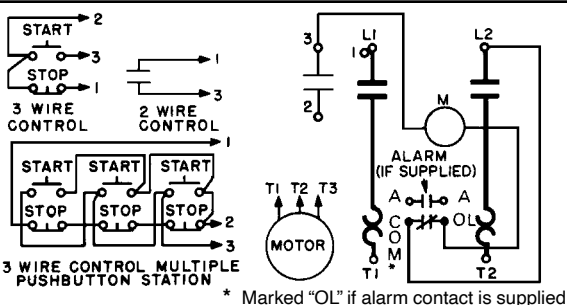 2
START
3
STOP
1
3 WIRE
CONTROL
1
3
2 WIRE
CONTROL
1
START START START
STOP STOP STOP
2
3
3 WIRE CONTROL MULTIPLE
PUSHBUTTON STATION
T1 T2 T3
MOTOR
3 L1 L2
1
2
M
ALARM
(IF SUPPLIED)
A A
COM*
OL
T1 T2
* Marked "OL" if alarm contact is supplied